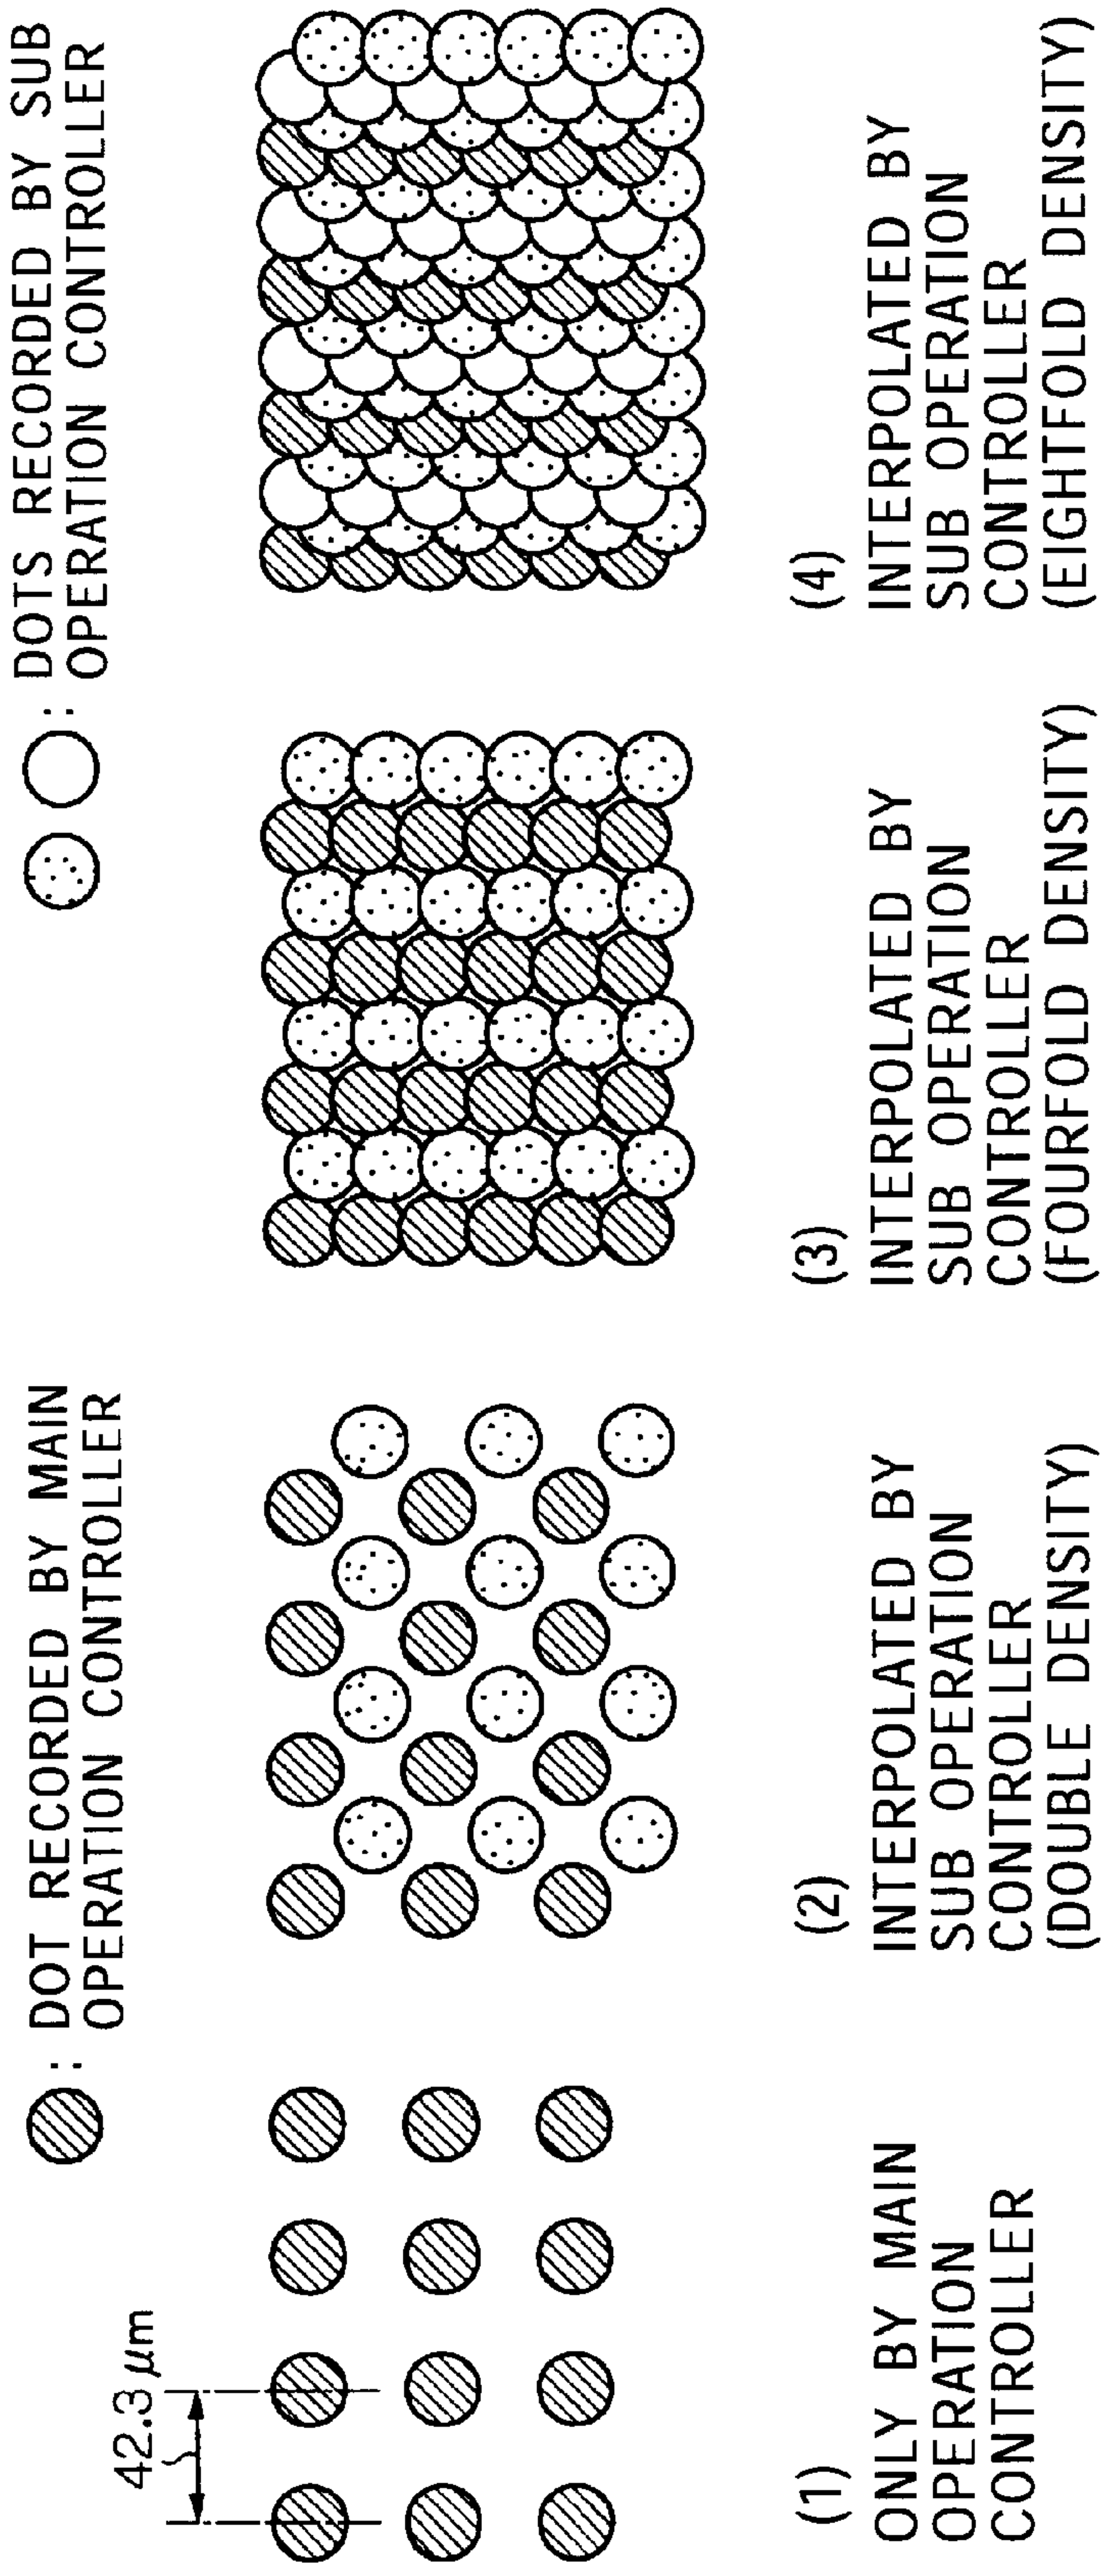 : DOT RECORDED BY MAIN
OPERATION CONTROLLER
: DOTS RECORDED BY SUB
OPERATION CONTROLLER
42.3 μm
(1)
ONLY BY MAIN
OPERATION
CONTROLLER
(2)
INTERPOLATED BY
SUB OPERATION
CONTROLLER
(DOUBLE DENSITY)
(3)
INTERPOLATED BY
SUB OPERATION
CONTROLLER
(FOURFOLD DENSITY)
(4)
INTERPOLATED BY
SUB OPERATION
CONTROLLER
(EIGHTFOLD DENSITY)